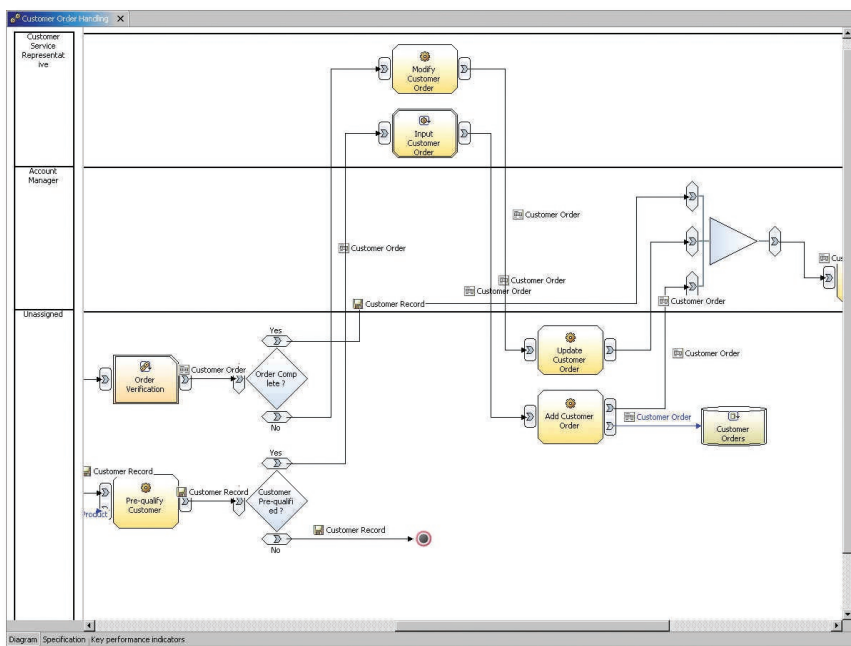 Customer Order Handling
Customer
Service
Representat
ive
Modify
Customer
Order
Input
Customer
Order
Account
Manager
Customer Order
Customer Order
Customer Order
Customer Order
Customer Record
Customer Order
Unassigned
Yes
Order Comp
lete ?
No
Order
Verification
Customer Order
Update
Customer
Order
Customer Order
Add Customer
Order
Customer Order
Customer
Orders
Customer Record
Pre-qualify
Customer
Product
Customer Record
Yes
Customer
Pre-qualifi
ed ?
No
Customer Record
Diagram
Specification
Key performance indicators